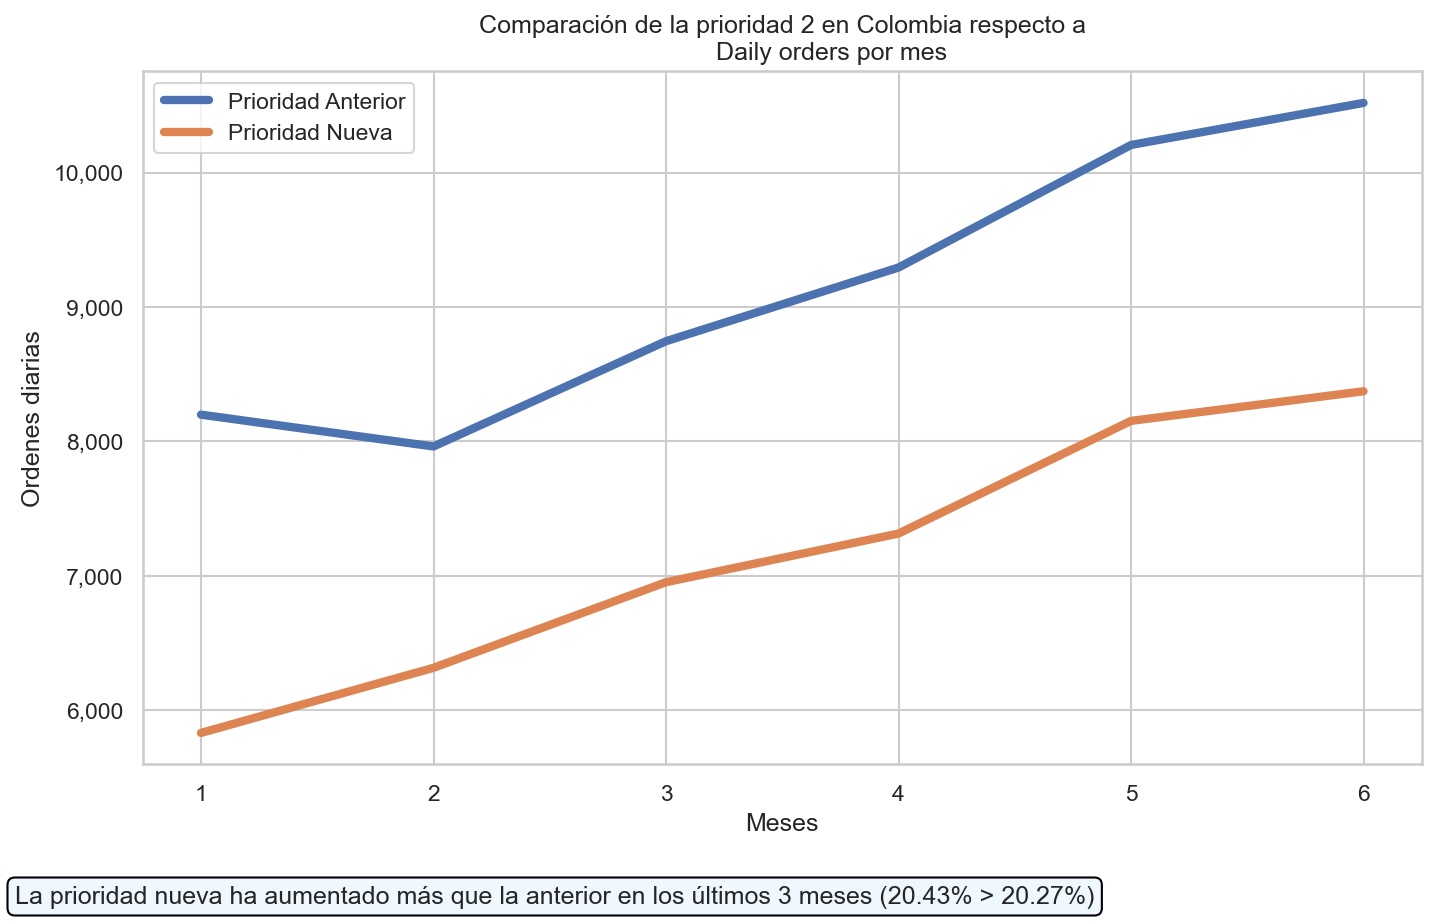 Comparación de la prioridad 2 en Colombia respecto a
Daily orders por mes
Prioridad Anterior
Prioridad Nueva
10,000
9,000
8,000
7,000
6,000
Ordenes diarias
1 2 3 4 5 6
Meses
La prioridad nueva ha aumentado más que la anterior en los últimos 3 meses (20.43% > 20.27%)